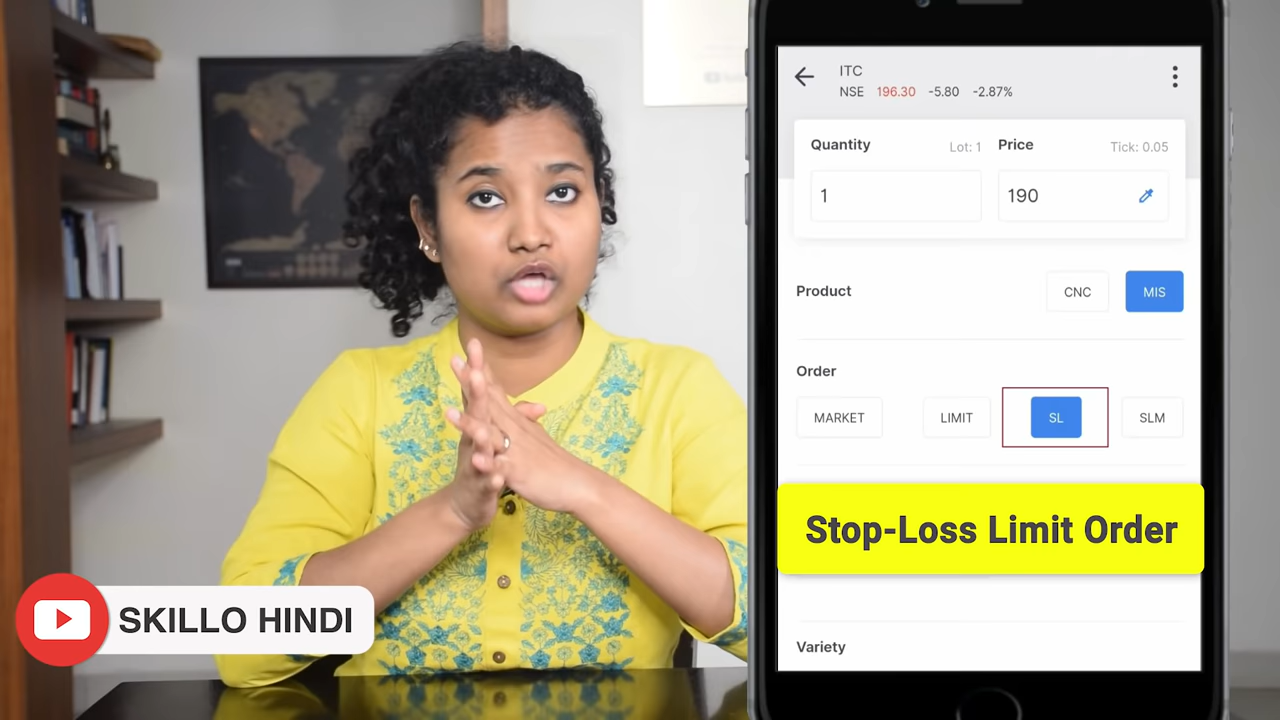 ITC
NSE 196.30 -5.80 -2.87%
Quantity Lot: 1 Price Tick: 0.05
1 190
Product CNC MIS
Order
MARKET LIMIT SL SLM
Stop-Loss Limit Order
Variety
SKILLO HINDI